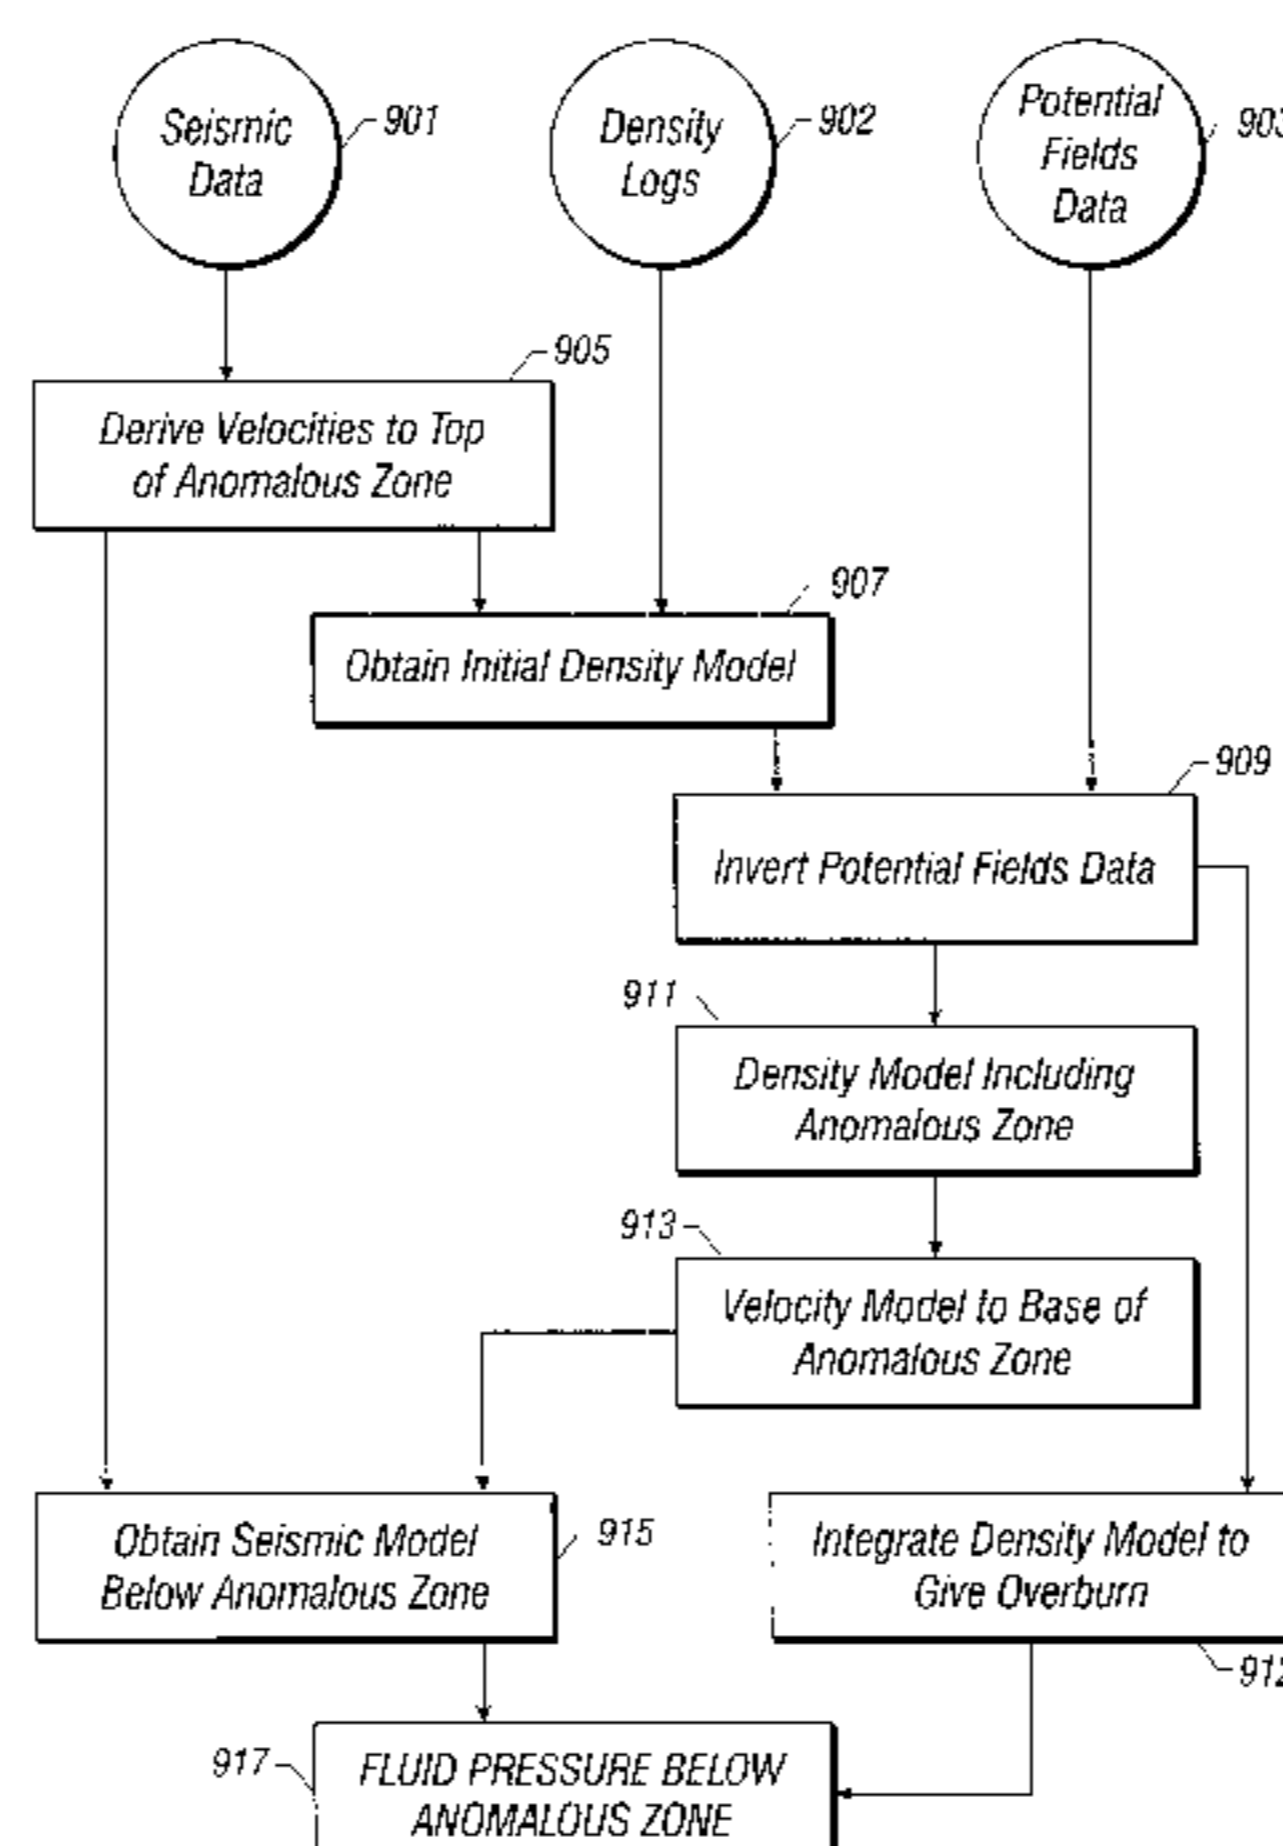 Seismic
Data
901
Density
Logs
902
Potential
Fields
Data
903
905
Derive Velocities to Top
of Anomalous Zone
907
Obtain Initial Density Model
909
Invert Potential Fields Data
911
Density Model Including
Anomalous Zone
913
Velocity Model to Base of
Anomalous Zone
Obtain Seismic Model
Below Anomalous Zone
915
Integrate Density Model to
Give Overburn
912
917
FLUID PRESSURE BELOW
ANOMALOUS ZONE